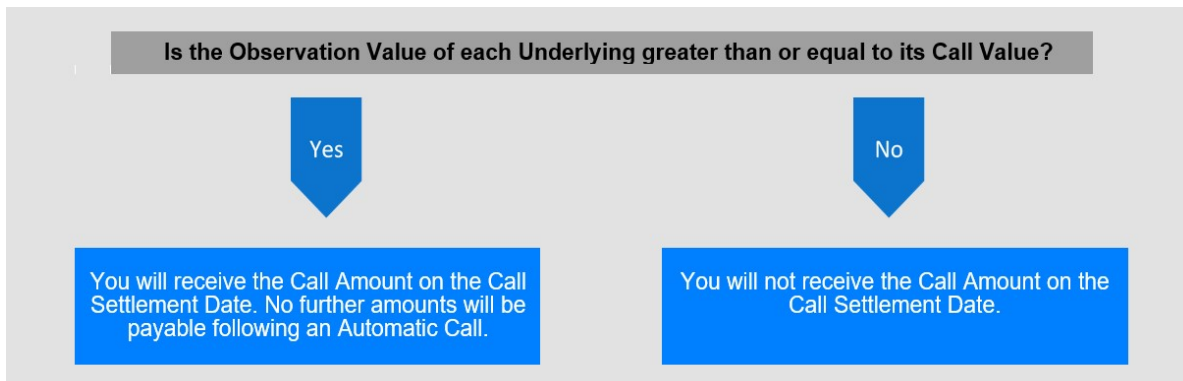 Is the Observation Value of each Underlying greater than or equal to its Call Value?
Yes
No
You will receive the Call Amount on the Call
Settlement Date. No further amounts will be
payable following an Automatic Call.
You will not receive the Call Amount on the
Call Settlement Date.